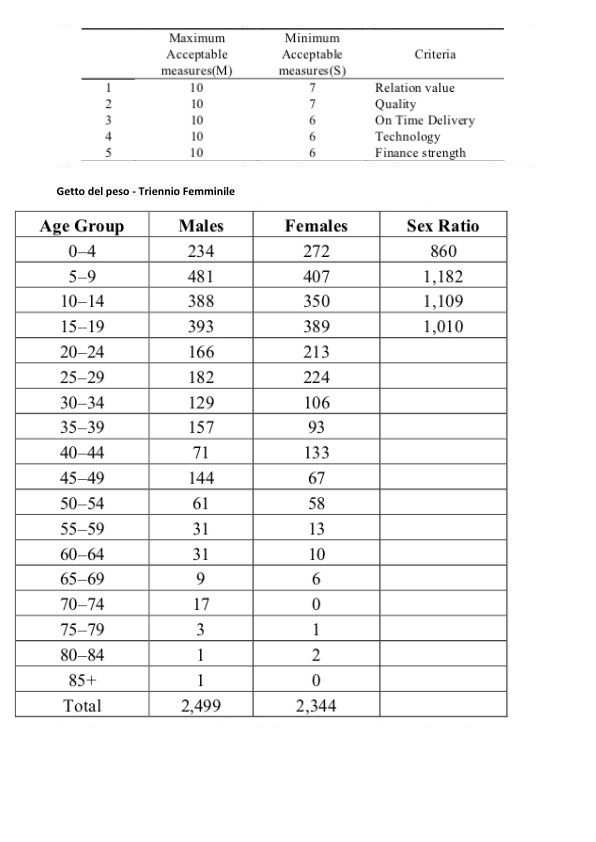 Maximum Acceptable measures(M) Minimum Acceptable measures(S) Criteria
1 10 7 Relation value
2 10 7 Quality
3 10 6 On Time Delivery
4 10 6 Technology
5 10 6 Finance strength
Getto del peso - Triennio Femminile
Age Group Males Females Sex Ratio
0–4 234 272 860
5–9 481 407 1,182
10–14 388 350 1,109
15–19 393 389 1,010
20–24 166 213
25–29 182 224
30–34 129 106
35–39 157 93
40–44 71 133
45–49 144 67
50–54 61 58
55–59 31 13
60–64 31 10
65–69 9 6
70–74 17 0
75–79 3 1
80–84 1 2
85+ 1 0
Total 2,499 2,344